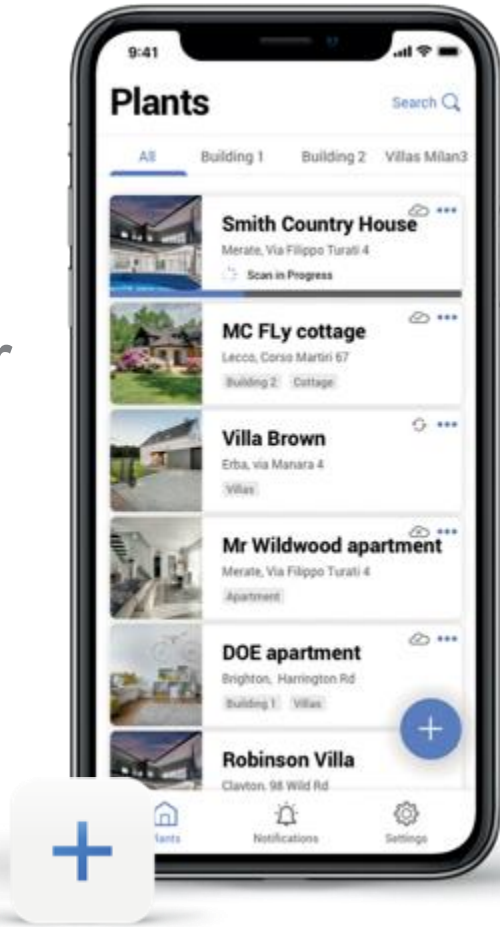 9:41
Plants
Search
All Building 1 Building 2 Villas Milan3
Smith Country House
Merate, Via Filippo Turati 4
Scan in Progress
MC FLy cottage
Lecco, Corso Martiri 67
Building 2 Cottage
Villa Brown
Erba, via Manara 4
Villas
Mr Wildwood apartment
Merate, Via Filippo Turati 4
Apartment
DOE apartment
Brighton, Harrington Rd
Building 1 Villas
Robinson Villa
Clayton, 98 Wild Rd
lants Notifications Settings
r